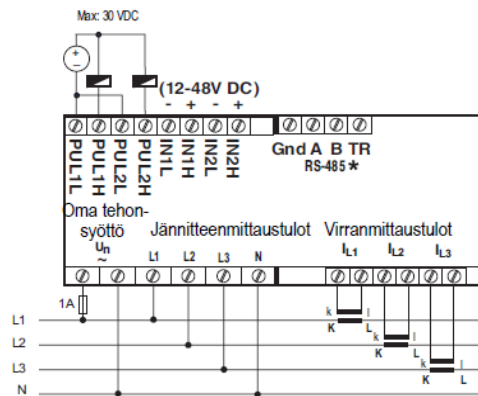 Max: 30 VDC
+
−
(12-48V DC)
- + - +
PUL1L PUL1H PUL2L PUL2H IN1L IN1H IN2L IN2H
Gnd A B TR
RS-485 *
Oma tehon-
syöttö
Un
~
Jännitteenmittaustulot
L1 L2 L3 N
Virranmittaustulot
IL1 IL2 IL3
1A
L1
k l
K L
L2
k l
K L
L3
k l
K L
N